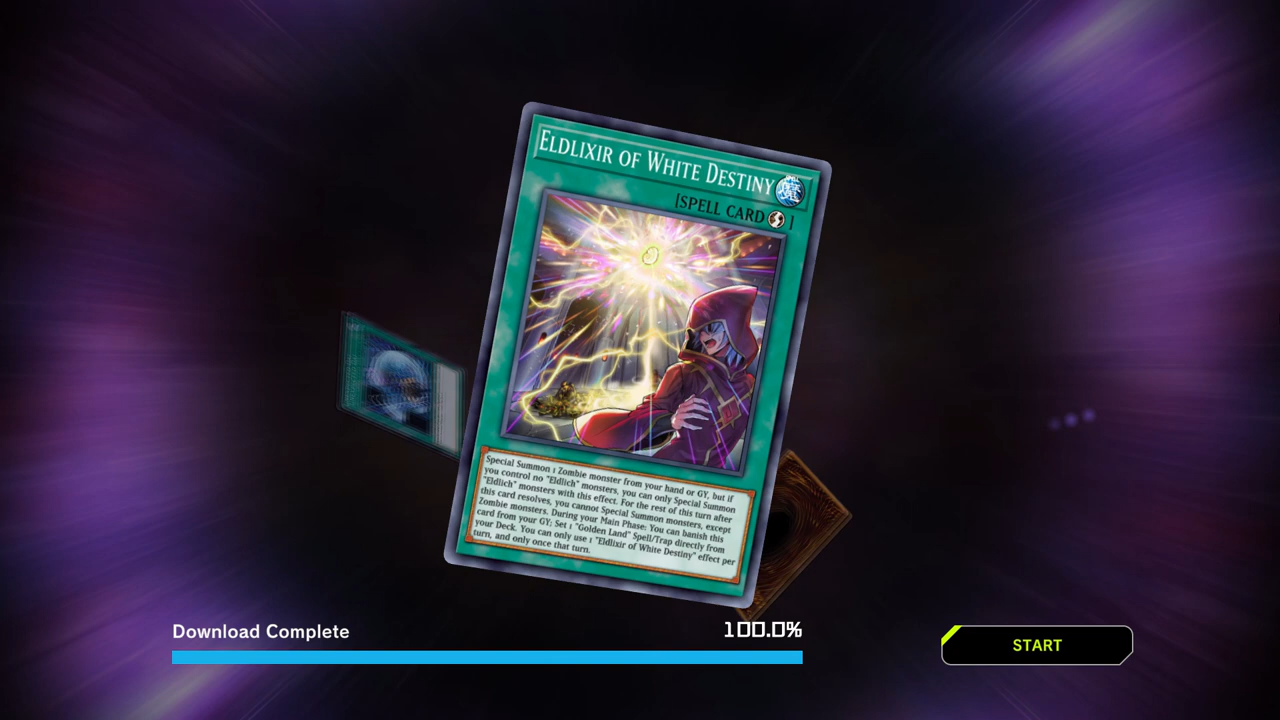 ELDLIXIR OF WHITE DESTINY
[SPELL CARD ]
Special Summon 1 Zombie monster from your hand or GY, but if
you control no "Eldlich" monsters, you can only Special Summon
"Eldlich" monsters with this effect. For the rest of this turn after
this card resolves, you cannot Special Summon monsters, except
Zombie monsters. During your Main Phase: You can banish this
card from your GY; Set 1 "Golden Land" Spell/Trap directly from
your Deck. You can only use 1 "Eldlixir of White Destiny" effect per
turn, and only once that turn.
Download Complete
100.0%
START